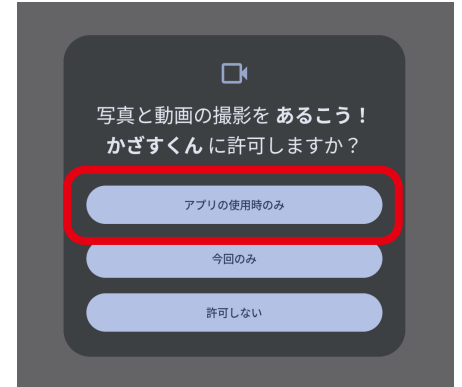 写真と動画の撮影を あるこう！
かざすくん に許可しますか？
アプリの使用時のみ
今回のみ
許可しない